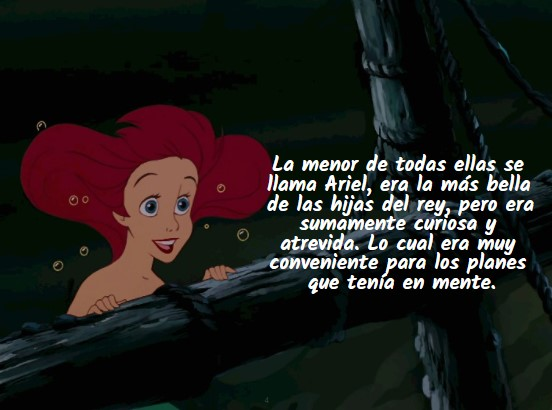 La menor de todas ellas se
llama Ariel, era la más bella
de las hijas del rey, pero era
sumamente curiosa y
atrevida. Lo cual era muy
conveniente para los planes
que tenía en mente.